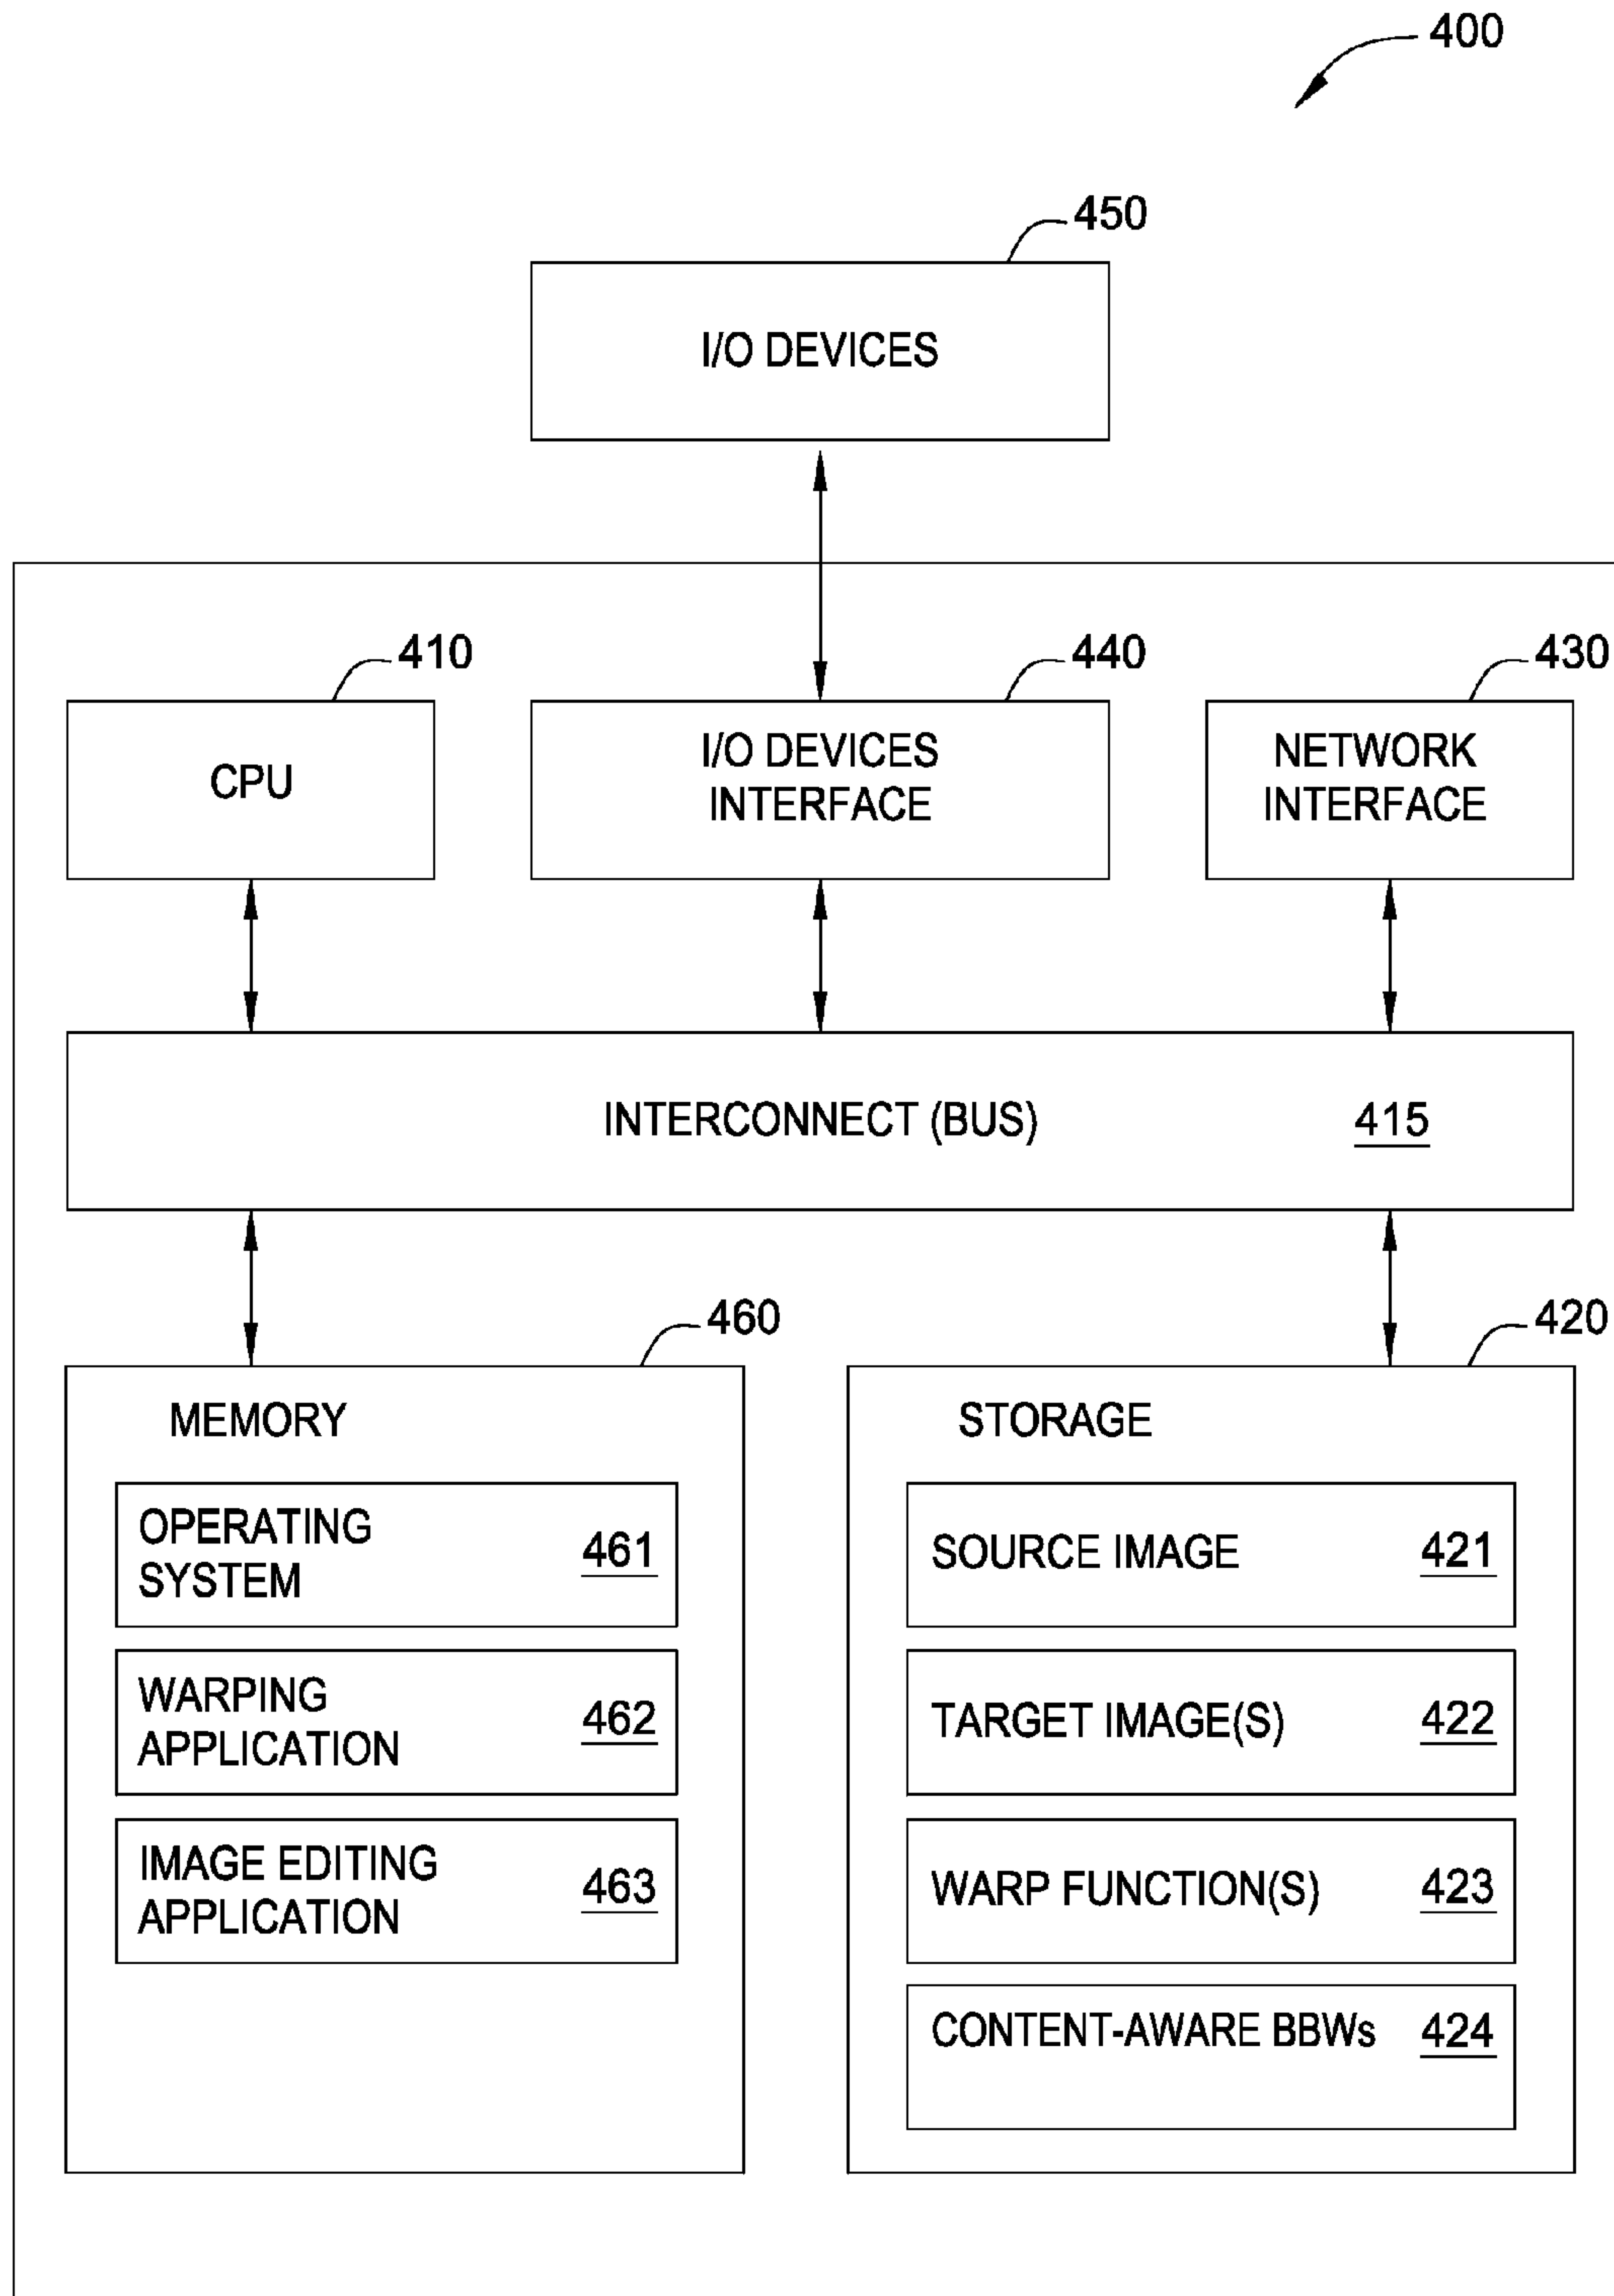 400
450
I/O DEVICES
410
440
430
CPU
I/O DEVICES
INTERFACE
NETWORK
INTERFACE
INTERCONNECT (BUS)
415
460
420
MEMORY
OPERATING
SYSTEM
461
WARPING
APPLICATION
462
IMAGE EDITING
APPLICATION
463
STORAGE
SOURCE IMAGE
421
TARGET IMAGE(S)
422
WARP FUNCTION(S)
423
CONTENT-AWARE BBWs
424